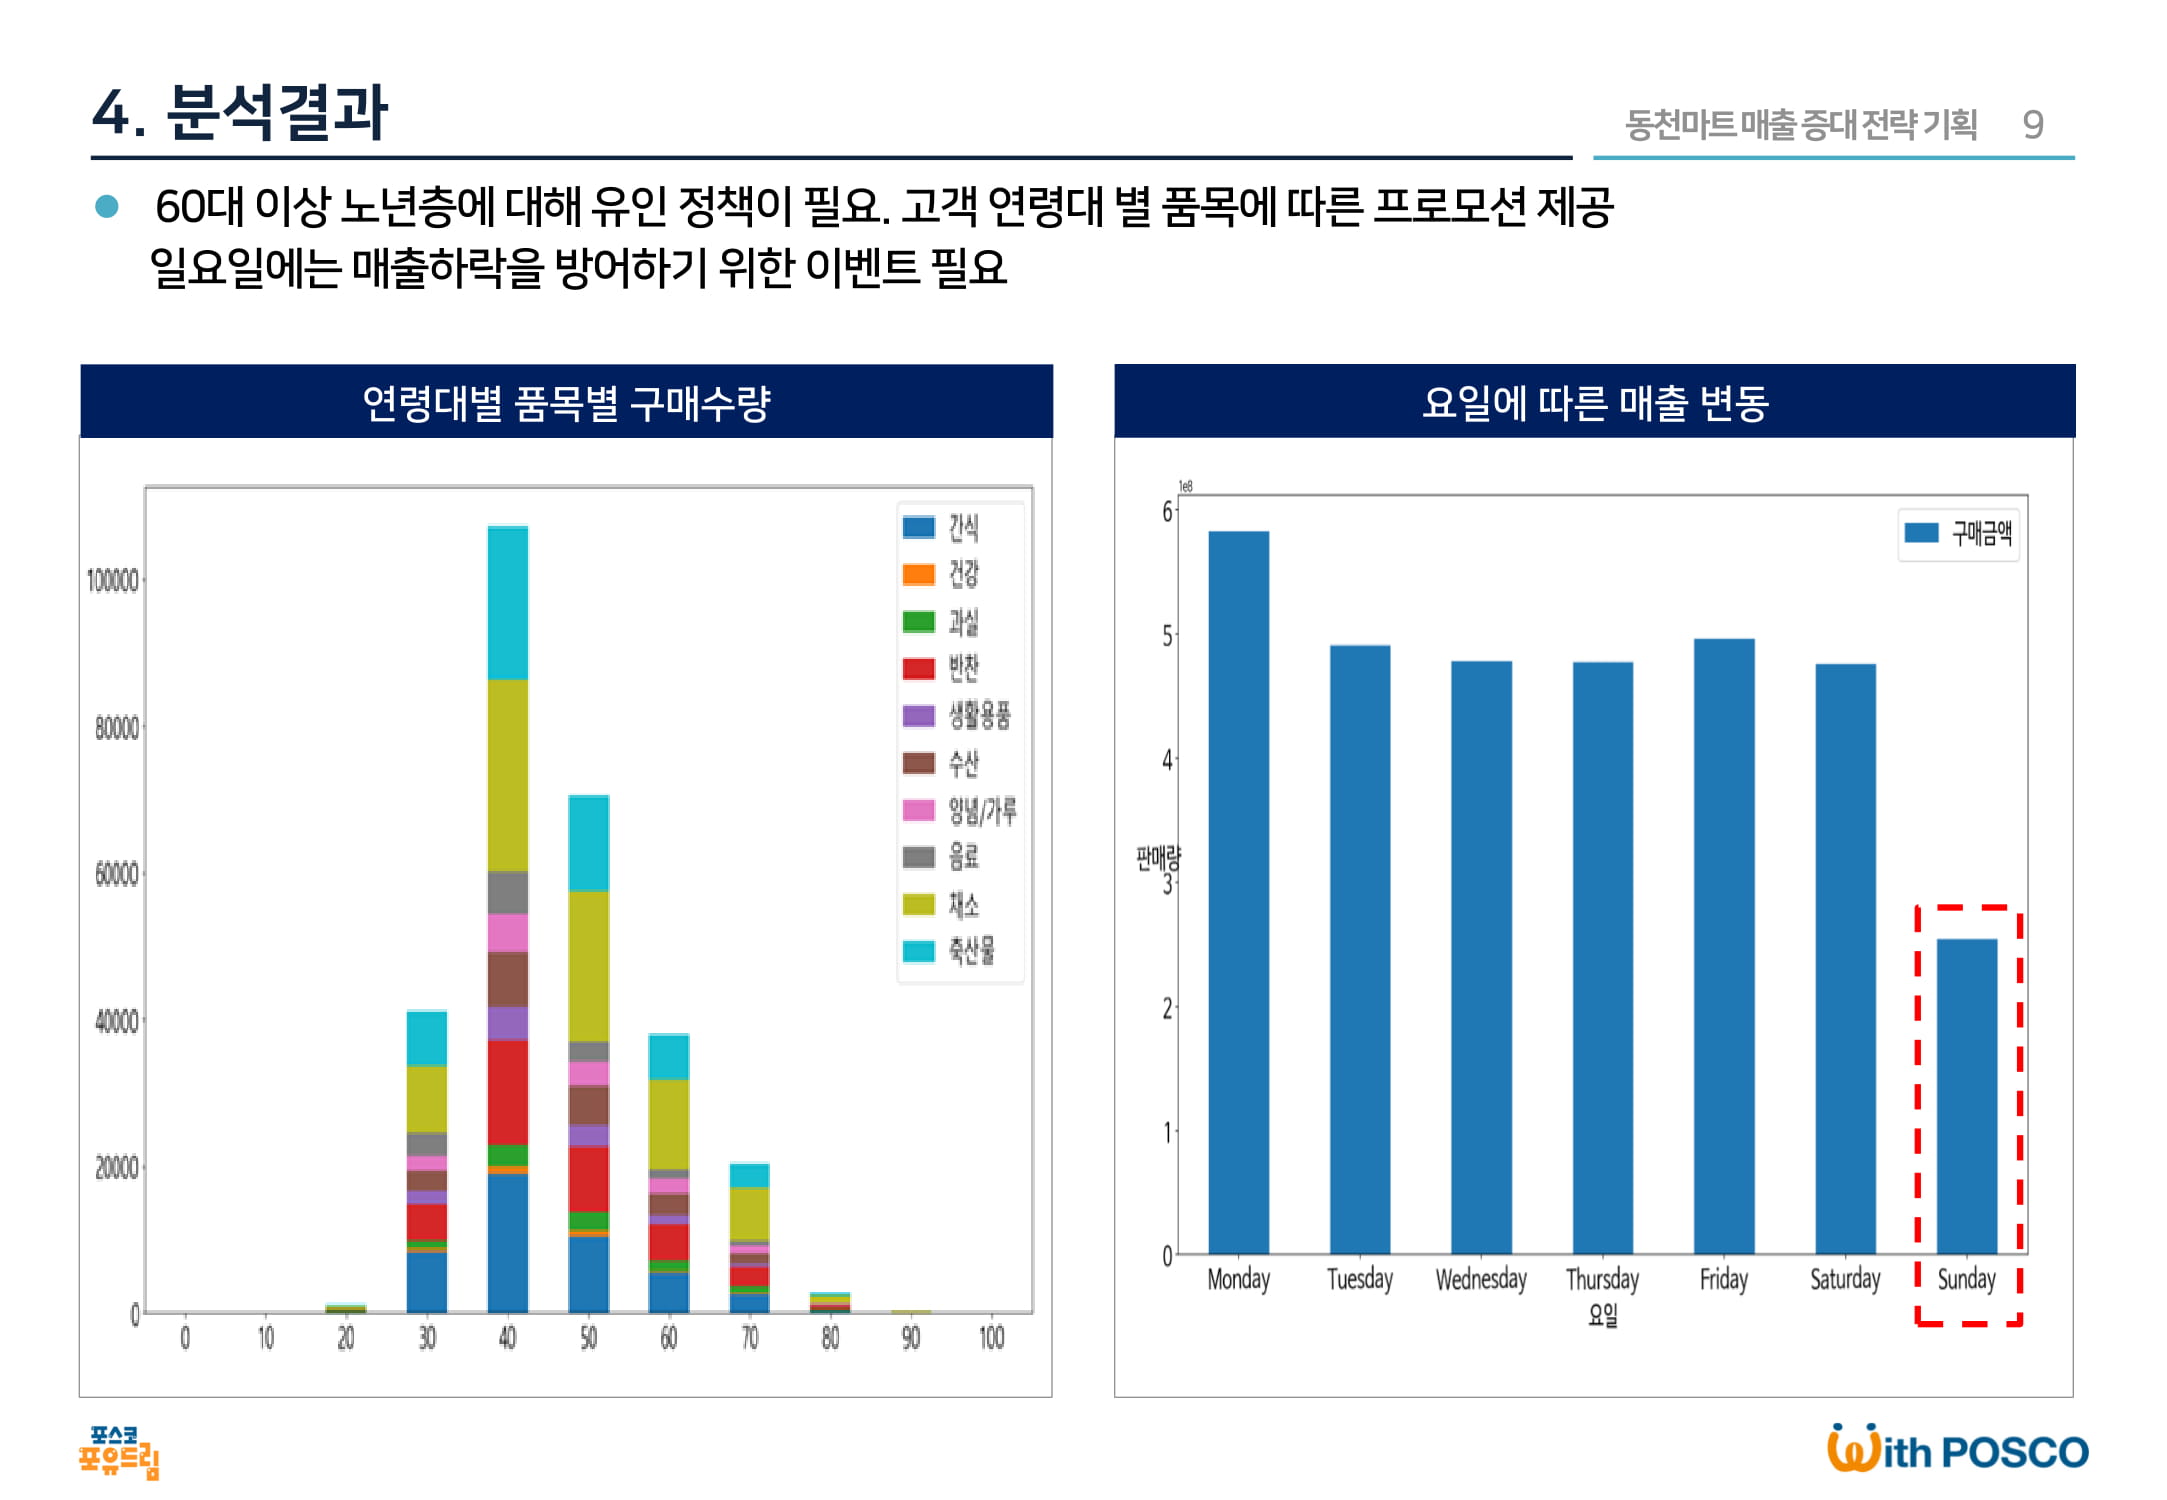 4. 분석결과
동천마트 매출 증대 전략 기획 9
60대 이상 노년층에 대해 유인 정책이 필요. 고객 연령대 별 품목에 따른 프로모션 제공
일요일에는 매출하락을 방어하기 위한 이벤트 필요
연령대별 품목별 구매수량
100000
80000
60000
40000
20000
0
0 10 20 30 40 50 60 70 80 90 100
간식
건강
과실
반찬
생활용품
수산
양념/가루
음료
채소
축산물
요일에 따른 매출 변동
1e8
6
5
4
3
2
1
0
판매량
구매금액
Monday Tuesday Wednesday Thursday Friday Saturday Sunday
요일
포스코
포유드림
With POSCO